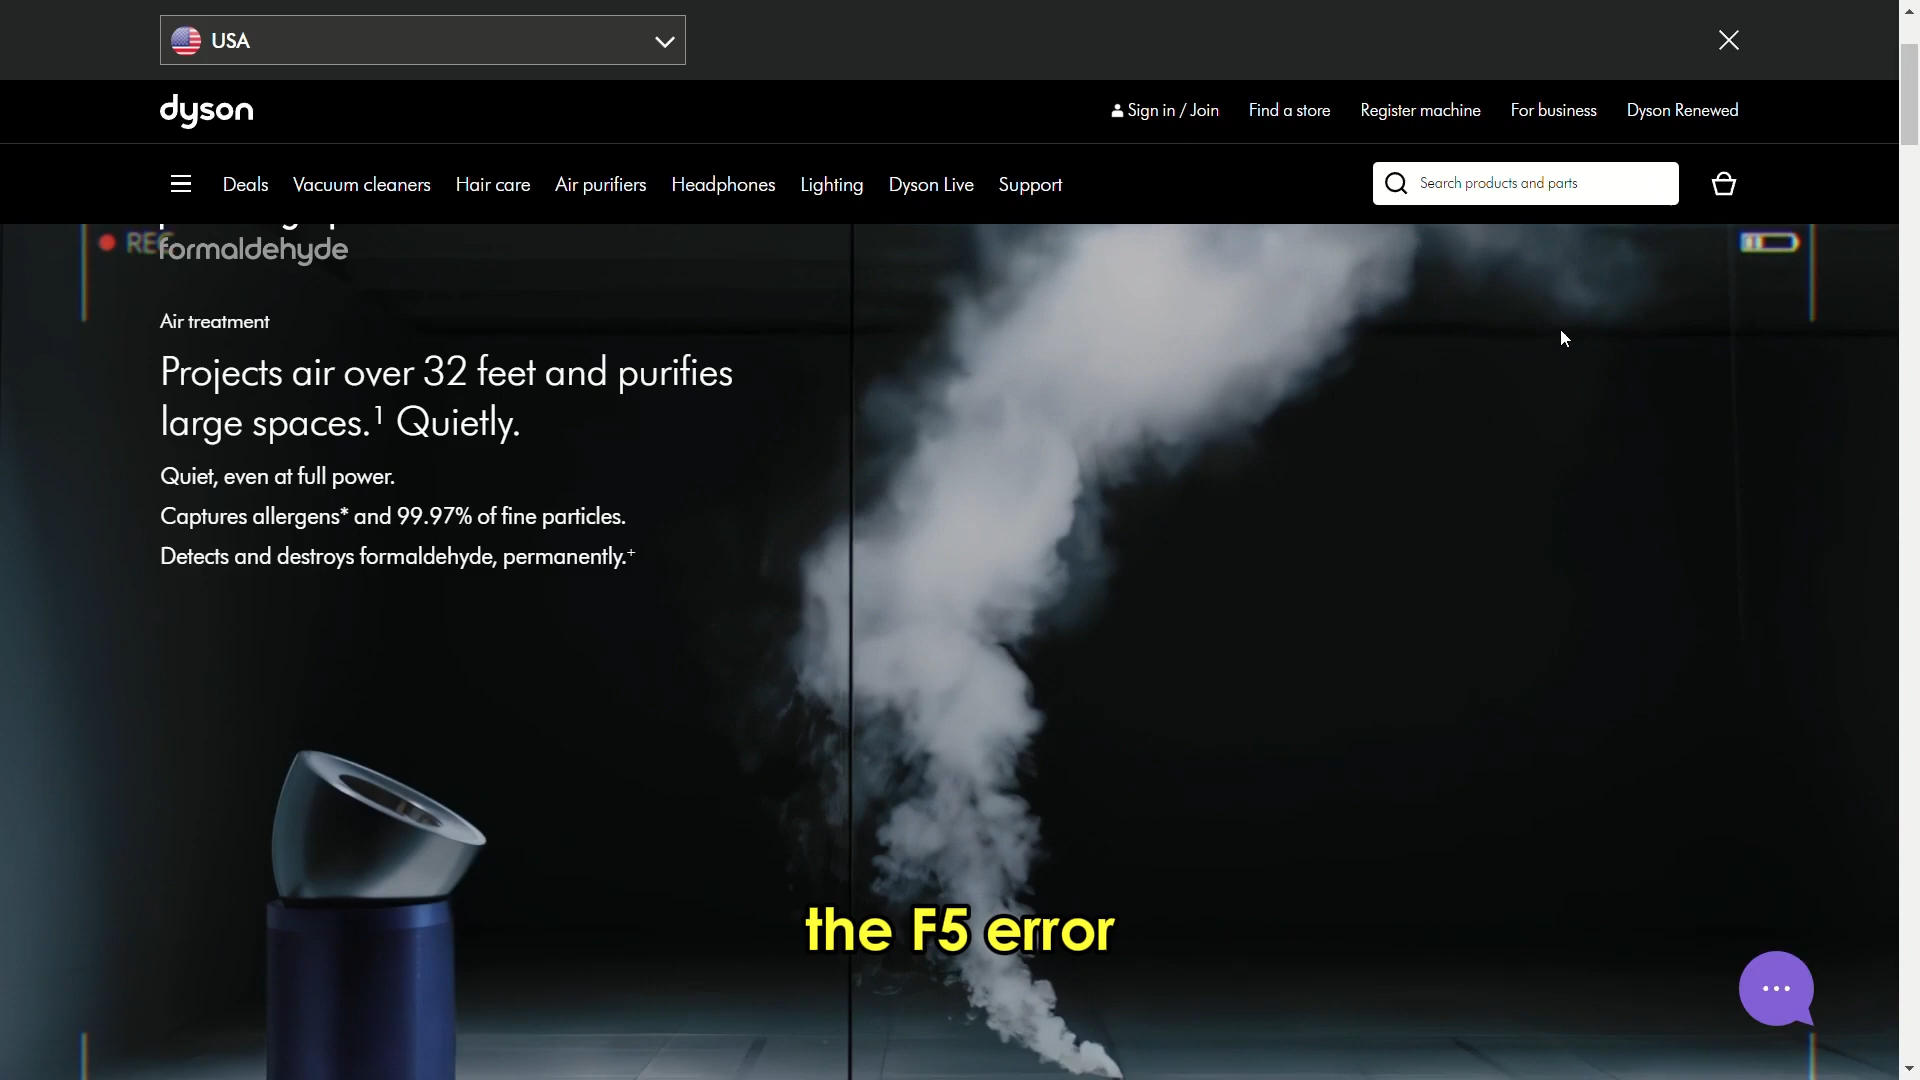 USA
dyson
Sign in / Join
Find a store
Register machine
For business
Dyson Renewed
Deals
Vacuum cleaners
Hair care
Air purifiers
Headphones
Lighting
Dyson Live
Support
Search products and parts
REC
formaldehyde
Air treatment
Projects air over 32 feet and purifies
large spaces.¹ Quietly.
Quiet, even at full power.
Captures allergens* and 99.97% of fine particles.
Detects and destroys formaldehyde, permanently.⁺
the F5 error